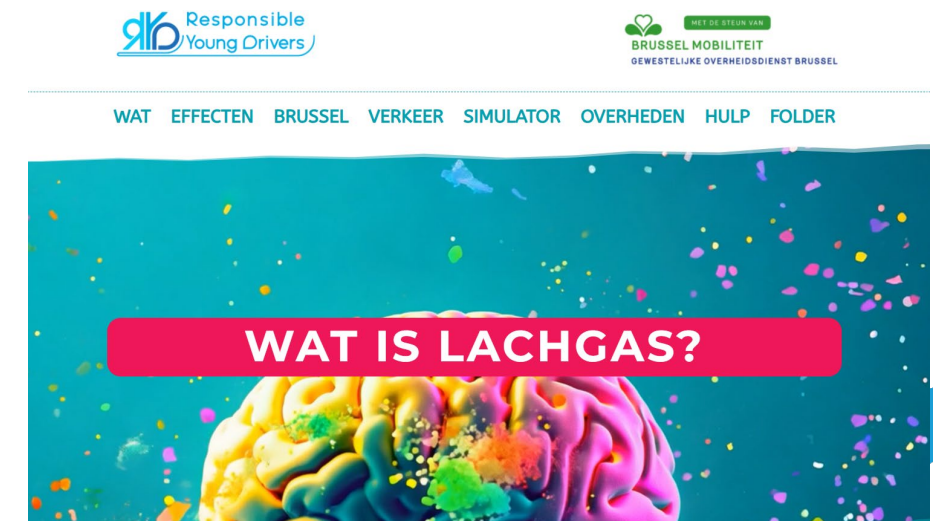 Responsible
Young Drivers
MET DE STEUN VAN
BRUSSEL MOBILITEIT
GEWESTELIJKE OVERHEIDSDIENST BRUSSEL
WAT EFFECTEN BRUSSEL VERKEER SIMULATOR OVERHEDEN HULP FOLDER
WAT IS LACHGAS?